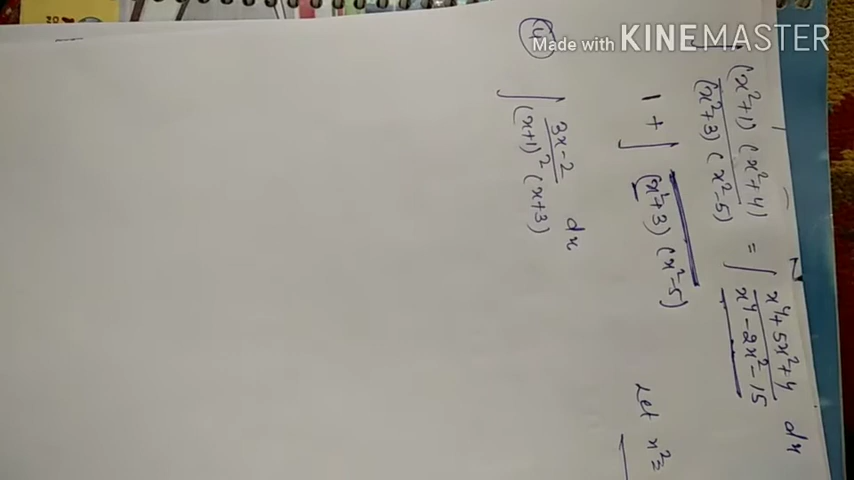 Made with KINEMASTER
∫ (x²+1) (x²+4) / (x²+3) (x²-5) = ∫ x⁴+5x²+4 / x⁴-2x²-15 dx
1 + ∫ / (x²+3) (x²-5) Let x²=
(4)
∫ 3x-2 / (x+1)² (x+3) dx